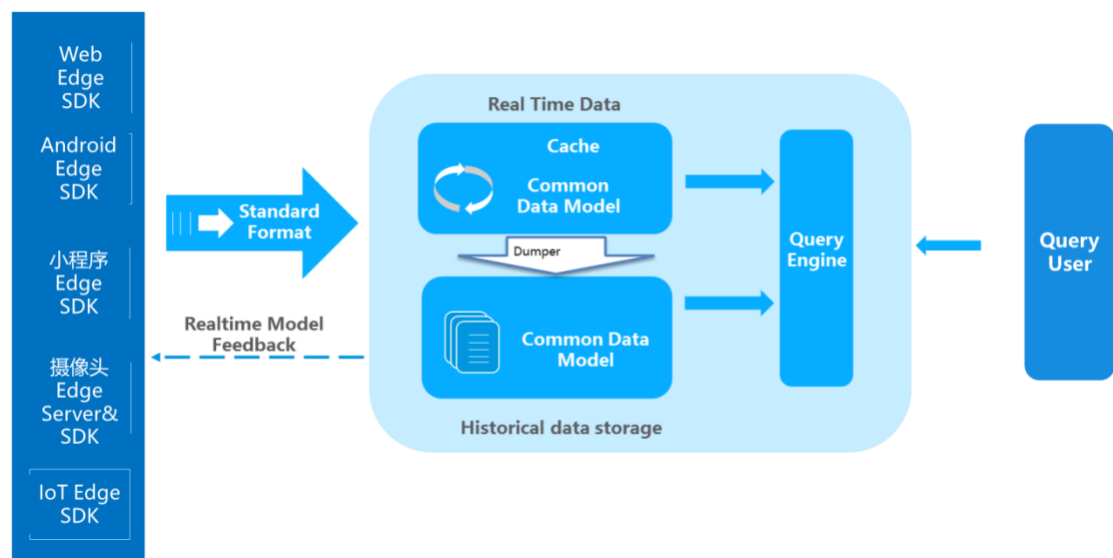 Web
Edge
SDK
Android
Edge
SDK
小程序
Edge
SDK
摄像头
Edge
Server&
SDK
IoT Edge
SDK
Standard
Format
Realtime Model
Feedback
Real Time Data
Cache
Common
Data Model
Dumper
Common Data
Model
Historical data storage
Query
Engine
Query
User